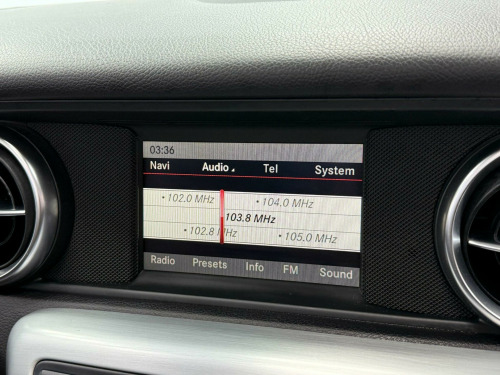 03:36
Navi Audio Tel System
• 102.0 MHz • 104.0 MHz
103.8 MHz
• 102.8 MHz • 105.0 MHz
Radio Presets Info FM Sound